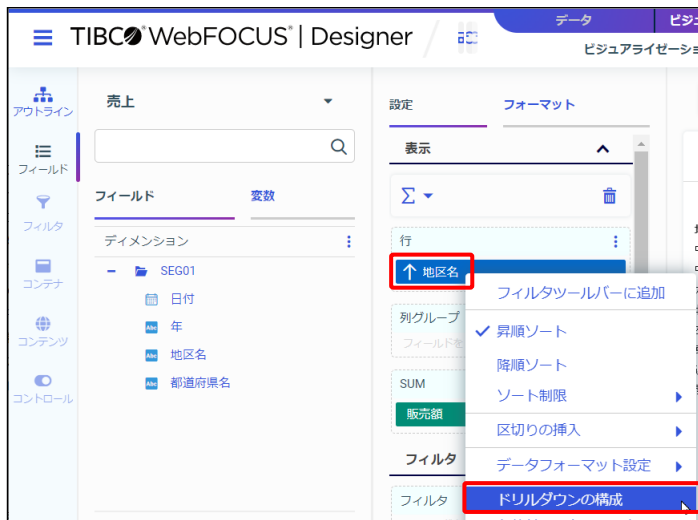 データ
ビジュ
TIBCO® WebFOCUS® | Designer
ビジュアライゼーショ
アウトライン
フィールド
フィルタ
コンテナ
コンテンツ
コントロール
売上
フィールド
変数
ディメンション
SEG01
日付
Abc 年
Abc 地区名
Abc 都道府県名
設定
フォーマット
表示
Σ
行
↑ 地区名
列グループ
フィールドを
SUM
販売額
フィルタ
フィルタ
フィルタツールバーに追加
昇順ソート
降順ソート
ソート制限
区切りの挿入
データフォーマット設定
ドリルダウンの構成